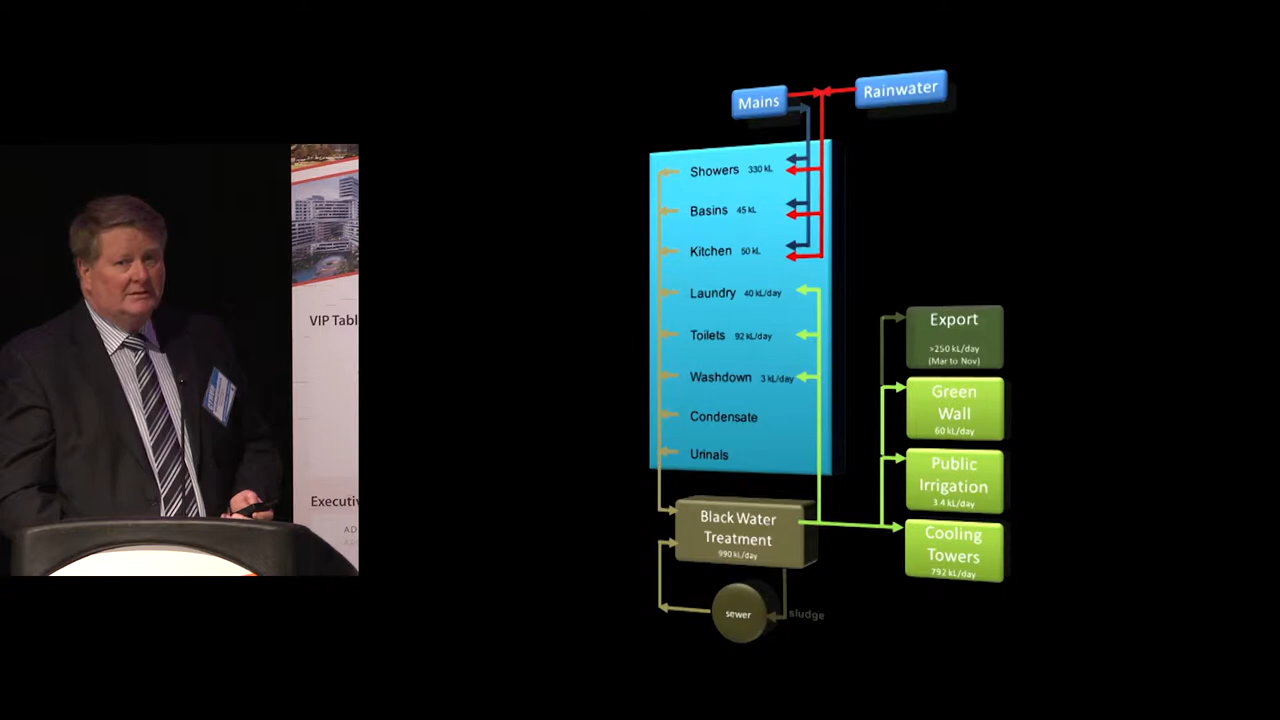 Mains
Rainwater
Showers 330 kL
Basins 45 kL
Kitchen 50 kL
Laundry 40 kL/day
Toilets 92 kL/day
Washdown 3 kL/day
Condensate
Urinals
Black Water
Treatment
990 kL/day
sewer
sludge
Export
>250 kL/day
(Mar to Nov)
Green
Wall
60 kL/day
Public
Irrigation
3.4 kL/day
Cooling
Towers
792 kL/day
VIP Tabl
Executiv